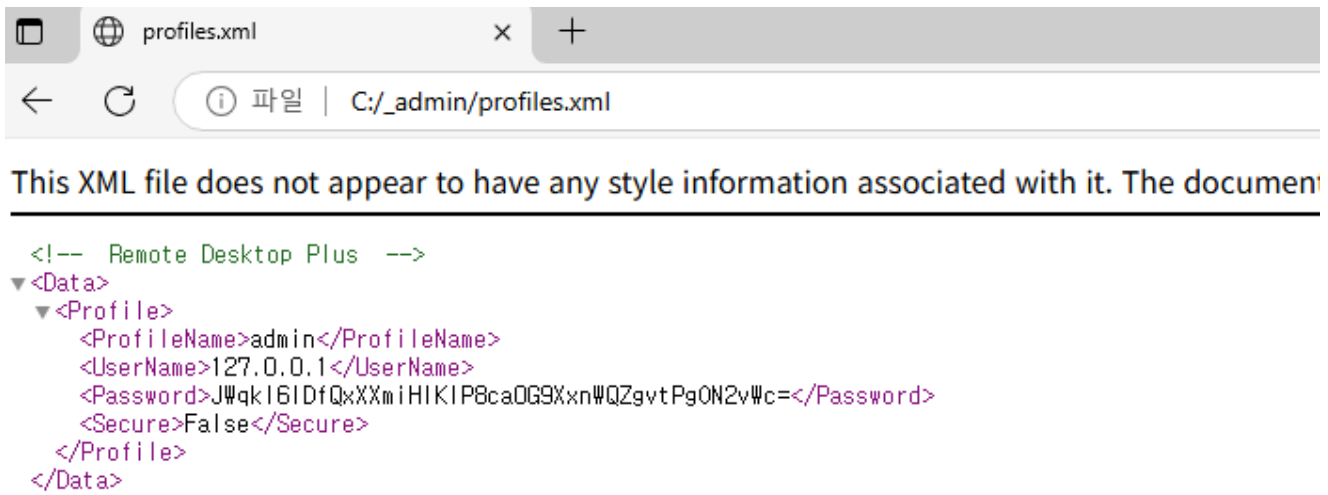 profiles.xml
파일 | C:/_admin/profiles.xml
This XML file does not appear to have any style information associated with it. The document
<!-- Remote Desktop Plus -->
▼<Data>
▼<Profile>
<ProfileName>admin</ProfileName>
<UserName>127.0.0.1</UserName>
<Password>JWqkl6IDfQxXXmiHIKIP8caOG9XxnWQZgvtPgON2vWc=</Password>
<Secure>False</Secure>
</Profile>
</Data>